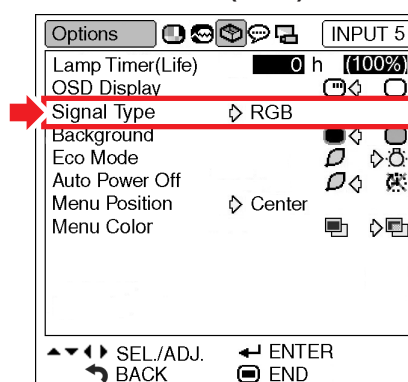 Options INPUT 5
Lamp Timer(Life) 0 h (100%)
OSD Display
Signal Type RGB
Background
Eco Mode
Auto Power Off
Menu Position Center
Menu Color
SEL./ADJ. ENTER
BACK END